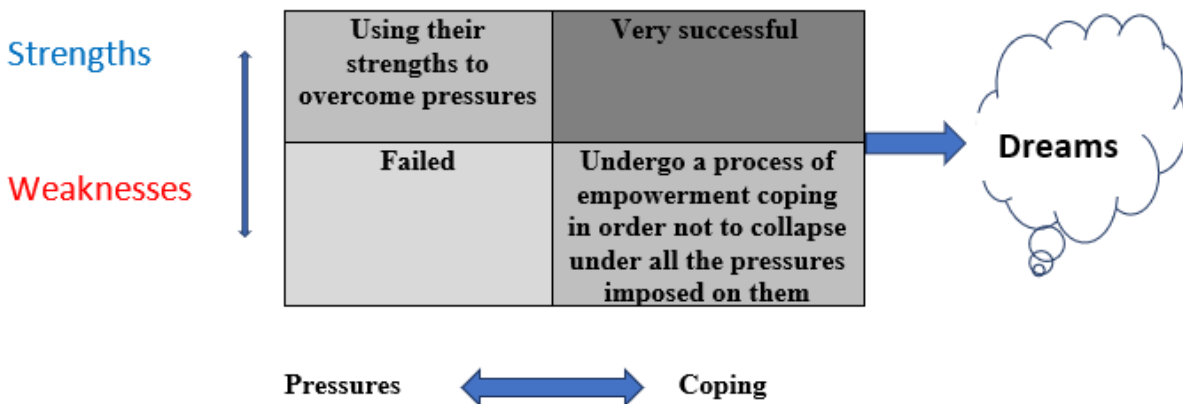 Strengths
Weaknesses
Using their
strengths to
overcome pressures
Very successful
Failed
Undergo a process of
empowerment coping
in order not to collapse
under all the pressures
imposed on them
Dreams
Pressures
Coping